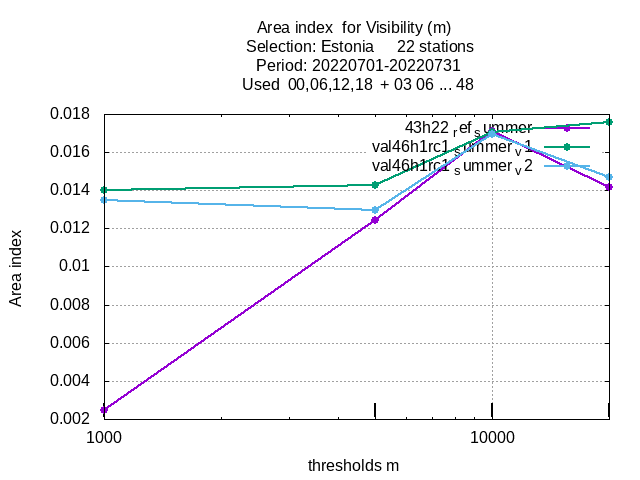 Area index for Visibility (m)
Selection: Estonia 22 stations
Period: 20220701-20220731
Used 00,06,12,18 + 03 06 ... 48
0.018
0.016
0.014
0.012
0.01
0.008
0.006
0.004
0.002
Area index
43h22 ref summer
val46h1rc1 summer v1
val46h1rc1 summer v2
1000
10000
thresholds m